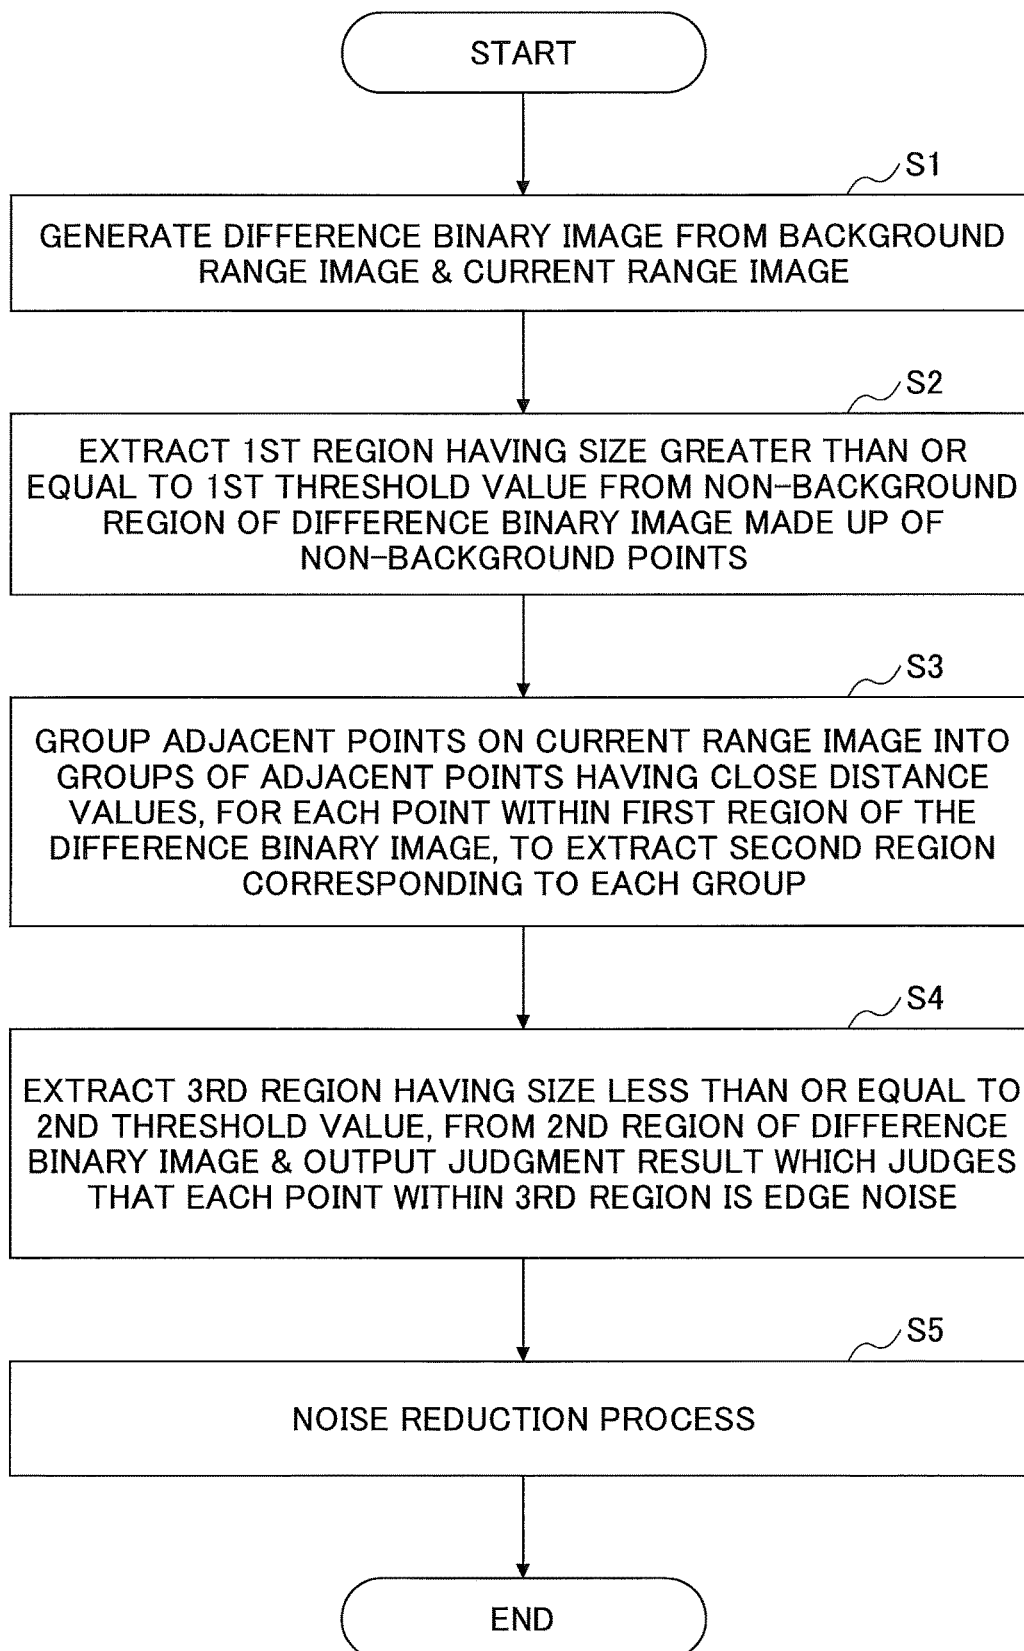 START
S1
GENERATE DIFFERENCE BINARY IMAGE FROM BACKGROUND
RANGE IMAGE & CURRENT RANGE IMAGE
S2
EXTRACT 1ST REGION HAVING SIZE GREATER THAN OR
EQUAL TO 1ST THRESHOLD VALUE FROM NON-BACKGROUND
REGION OF DIFFERENCE BINARY IMAGE MADE UP OF
NON-BACKGROUND POINTS
S3
GROUP ADJACENT POINTS ON CURRENT RANGE IMAGE INTO
GROUPS OF ADJACENT POINTS HAVING CLOSE DISTANCE
VALUES, FOR EACH POINT WITHIN FIRST REGION OF THE
DIFFERENCE BINARY IMAGE, TO EXTRACT SECOND REGION
CORRESPONDING TO EACH GROUP
S4
EXTRACT 3RD REGION HAVING SIZE LESS THAN OR EQUAL TO
2ND THRESHOLD VALUE, FROM 2ND REGION OF DIFFERENCE
BINARY IMAGE & OUTPUT JUDGMENT RESULT WHICH JUDGES
THAT EACH POINT WITHIN 3RD REGION IS EDGE NOISE
S5
NOISE REDUCTION PROCESS
END